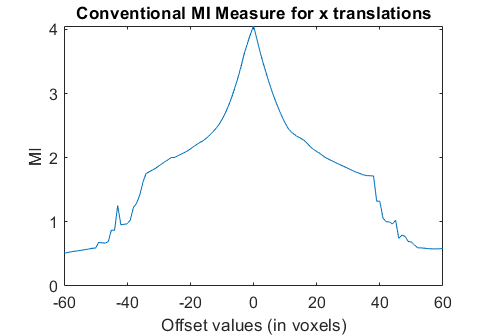 Conventional MI Measure for x translations
4
3
2
1
0
MI
-60 -40 -20 0 20 40 60
Offset values (in voxels)